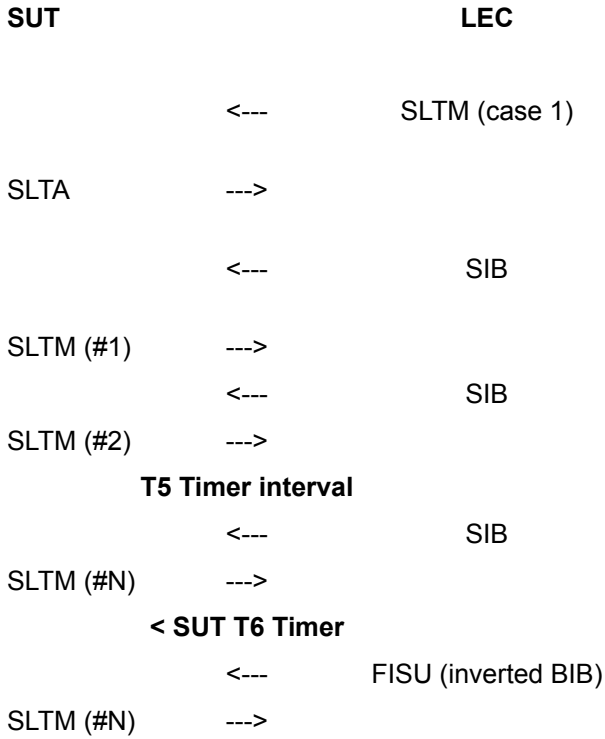 SUT LEC
<--- SLTM (case 1)
SLTA --->
<--- SIB
SLTM (#1) --->
<--- SIB
SLTM (#2) --->
T5 Timer interval
<--- SIB
SLTM (#N) --->
< SUT T6 Timer
<--- FISU (inverted BIB)
SLTM (#N) --->